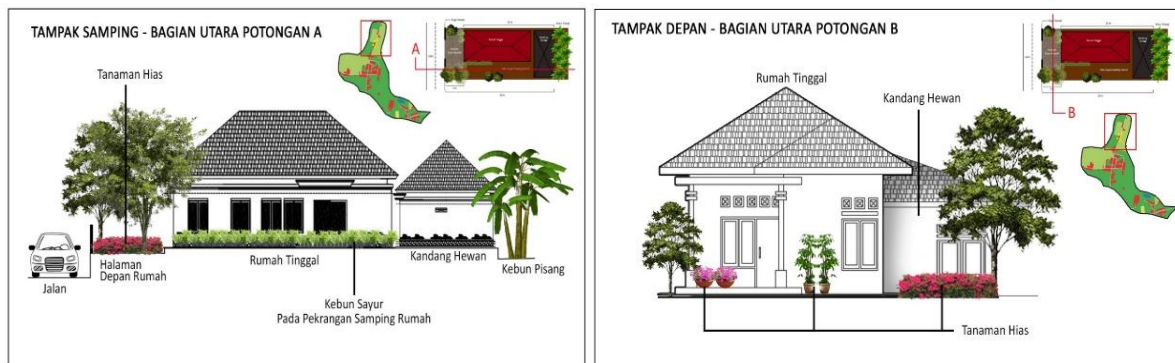 TAMPAK SAMPING - BAGIAN UTARA POTONGAN A
A
Tanaman Hias
Jalan
Halaman
Depan Rumah
Rumah Tinggal
Kandang Hewan
Kebun Pisang
Kebun Sayur
Pada Pekrangan Samping Rumah
TAMPAK DEPAN - BAGIAN UTARA POTONGAN B
B
Rumah Tinggal
Kandang Hewan
Tanaman Hias